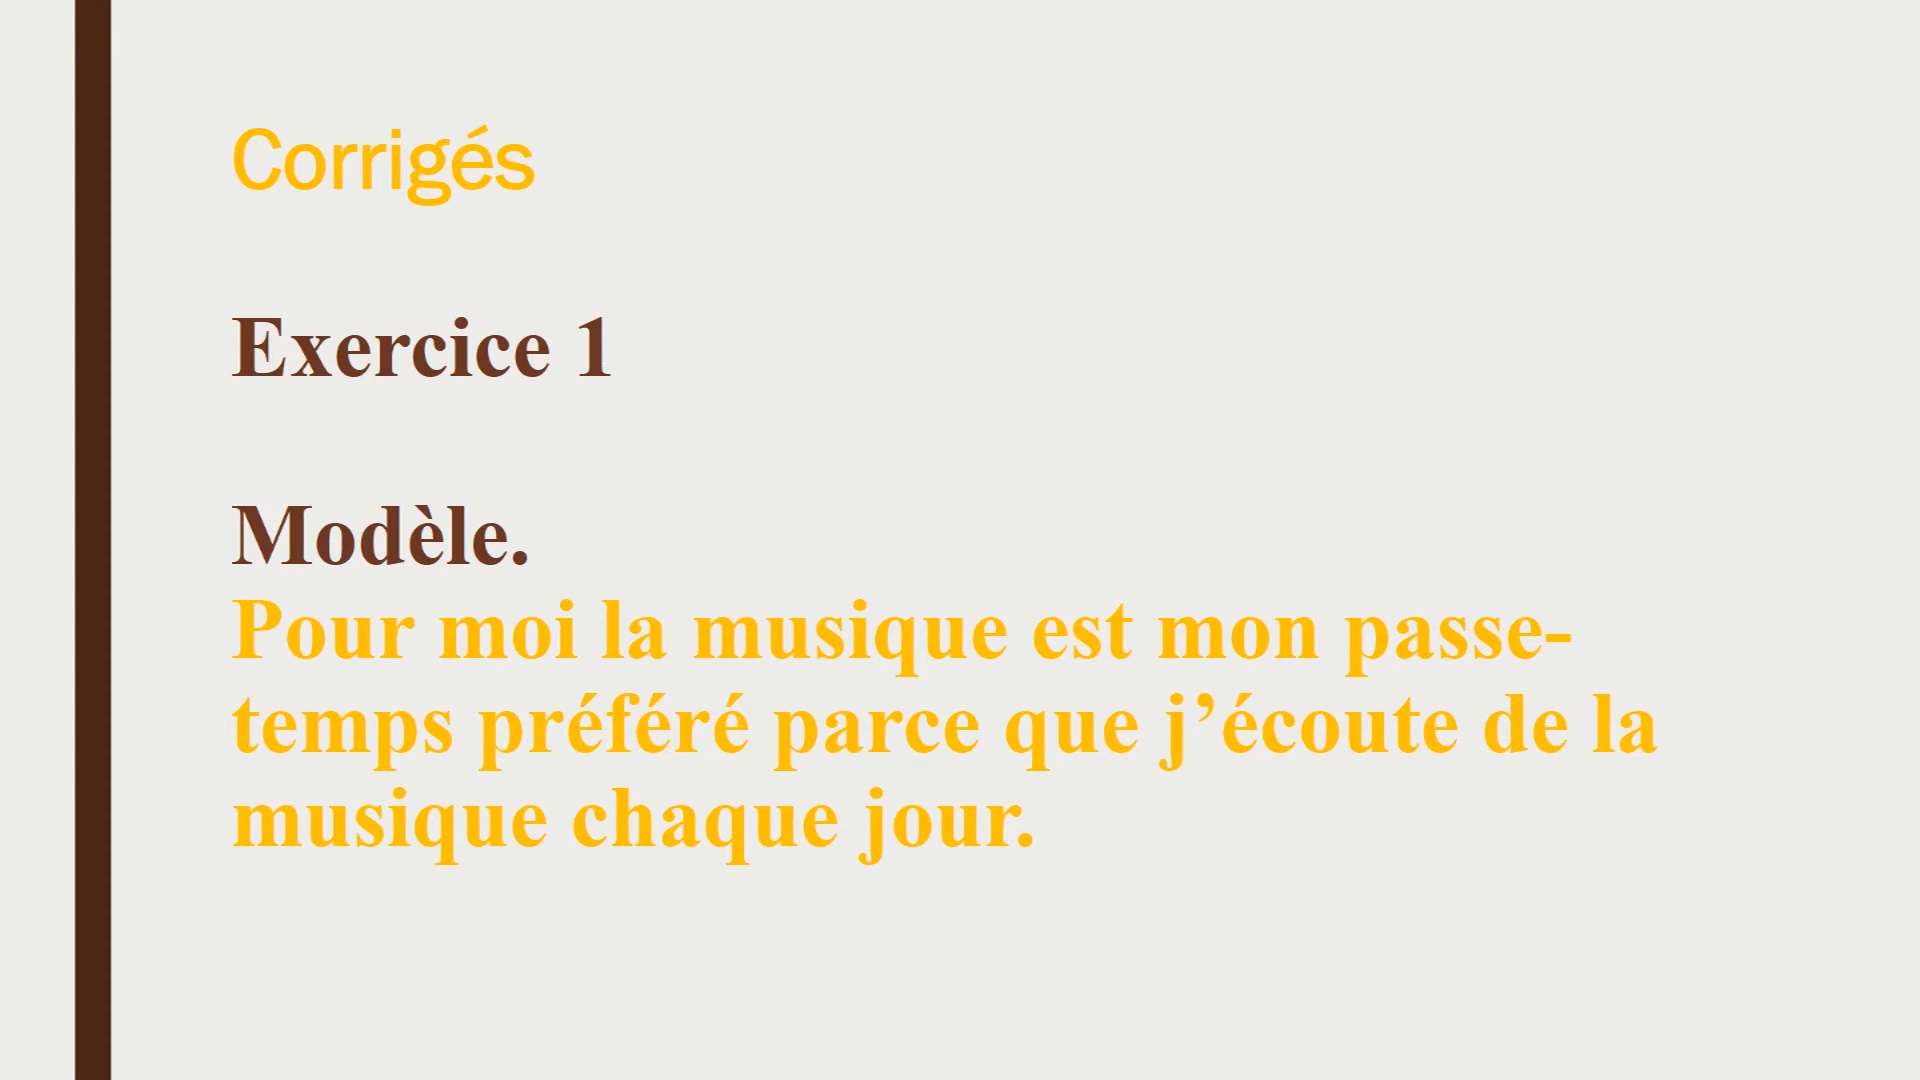 Corrigés
Exercice 1
Modèle.
Pour moi la musique est mon passe-
temps préféré parce que j’écoute de la
musique chaque jour.